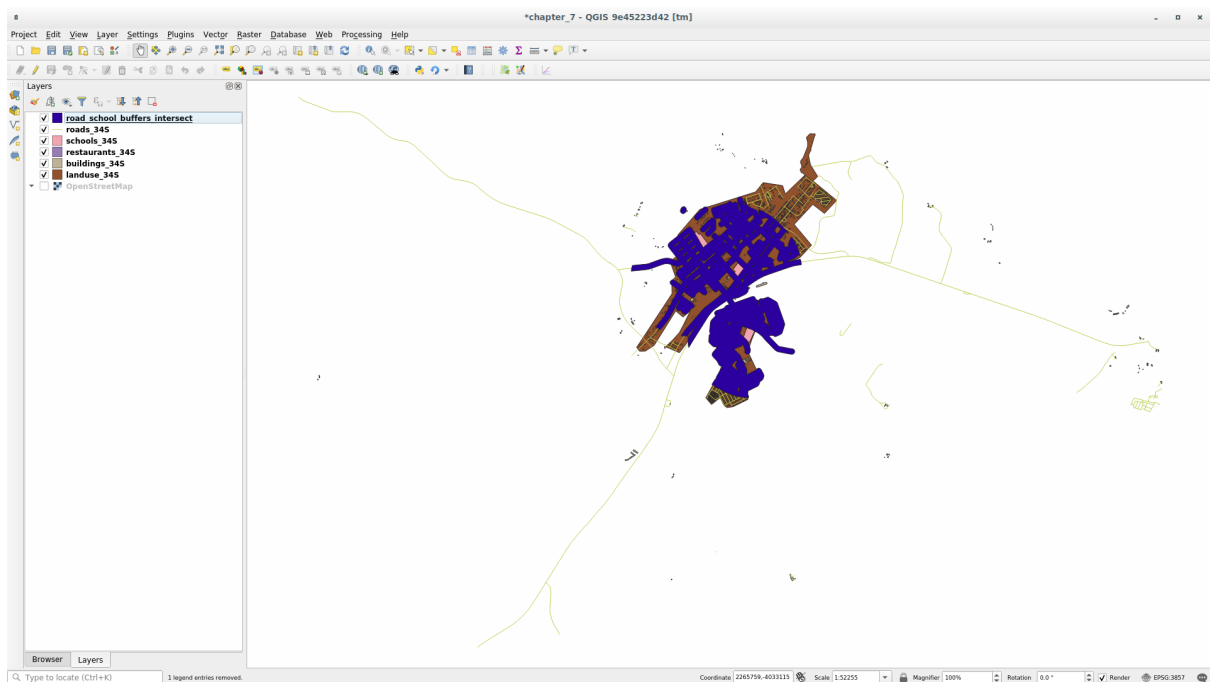 *chapter_7 - QGIS 9e45223d42 [tm]
Project Edit View Layer Settings Plugins Vector Raster Database Web Processing Help
Layers
road_school_buffers_intersect
roads_34S
schools_34S
restaurants_34S
buildings_34S
landuse_34S
OpenStreetMap
Browser Layers
Type to locate (Ctrl+K) 1 legend entries removed. Coordinate 2265759,-4033115 Scale 1:52255 Magnifier 100% Rotation 0.0 ° Render EPSG:3857